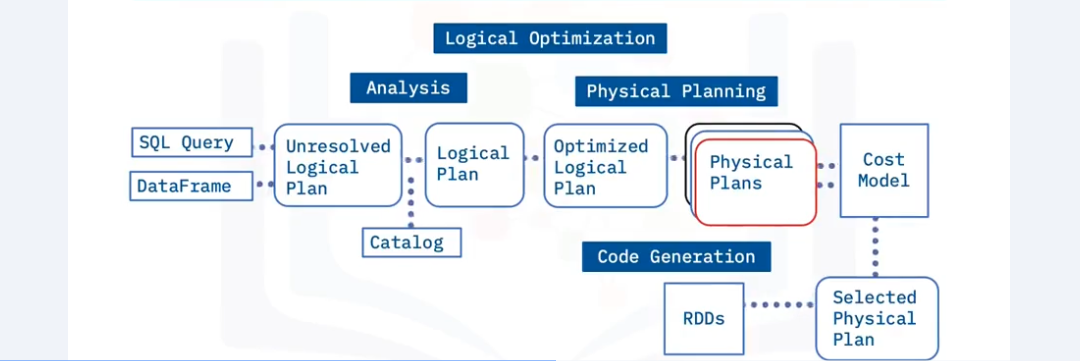 Logical Optimization
Analysis
Physical Planning
SQL Query
DataFrame
Unresolved
Logical
Plan
Logical
Plan
Optimized
Logical
Plan
Physical
Plans
Cost
Model
Catalog
Code Generation
RDDs
Selected
Physical
Plan